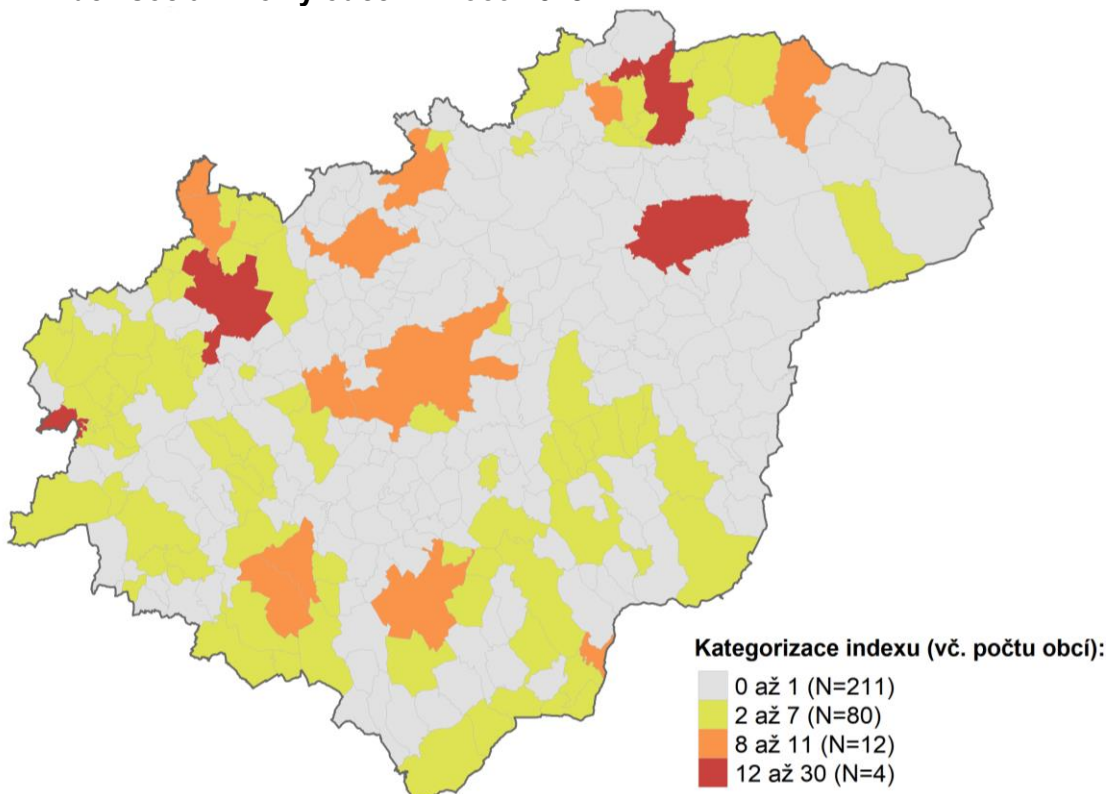 Kategorizace indexu (vč. počtu obcí):
0 až 1 (N=211)
2 až 7 (N=80)
8 až 11 (N=12)
12 až 30 (N=4)